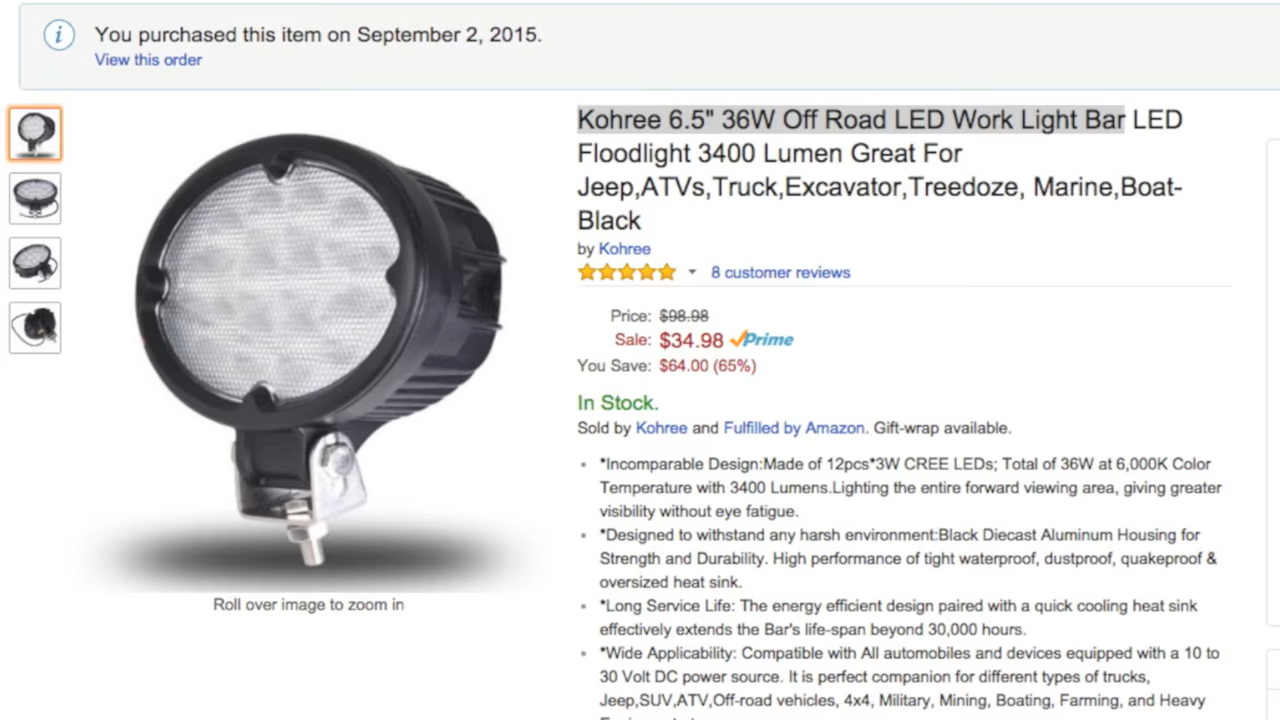 You purchased this item on September 2, 2015.
View this order
Kohree 6.5" 36W Off Road LED Work Light Bar LED
Floodlight 3400 Lumen Great For
Jeep,ATVs,Truck,Excavator,Treedoze, Marine,Boat-
Black
by Kohree
8 customer reviews
Price: $98.98
Sale: $34.98 Prime
You Save: $64.00 (65%)
In Stock.
Sold by Kohree and Fulfilled by Amazon. Gift-wrap available.
*Incomparable Design:Made of 12pcs*3W CREE LEDs; Total of 36W at 6,000K Color
Temperature with 3400 Lumens.Lighting the entire forward viewing area, giving greater
visibility without eye fatigue.
*Designed to withstand any harsh environment:Black Diecast Aluminum Housing for
Strength and Durability. High performance of tight waterproof, dustproof, quakeproof &
oversized heat sink.
*Long Service Life: The energy efficient design paired with a quick cooling heat sink
effectively extends the Bar's life-span beyond 30,000 hours.
*Wide Applicability: Compatible with All automobiles and devices equipped with a 10 to
30 Volt DC power source. It is perfect companion for different types of trucks,
Jeep,SUV,ATV,Off-road vehicles, 4x4, Military, Mining, Boating, Farming, and Heavy
Roll over image to zoom in